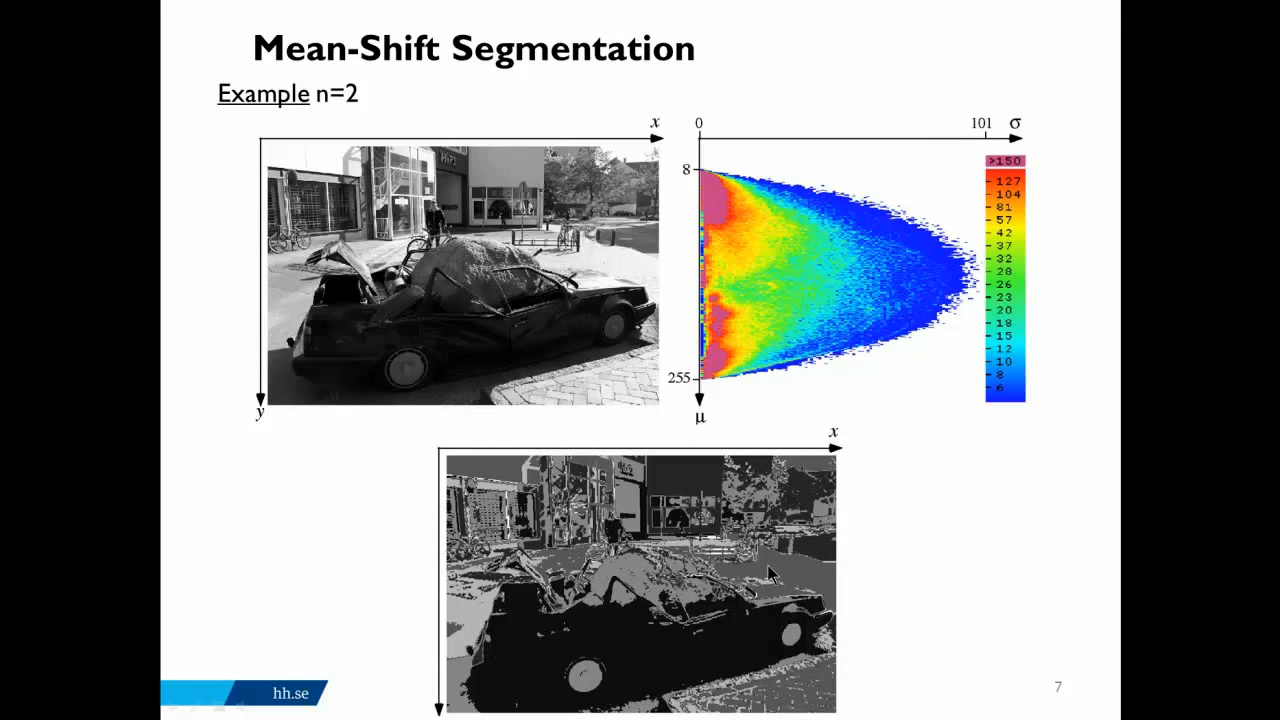 Mean-Shift Segmentation
Example n=2
x
y
0
101
σ
8
255
μ
>150
127
104
81
57
42
37
32
28
26
23
20
18
15
12
10
8
6
x
hh.se
7